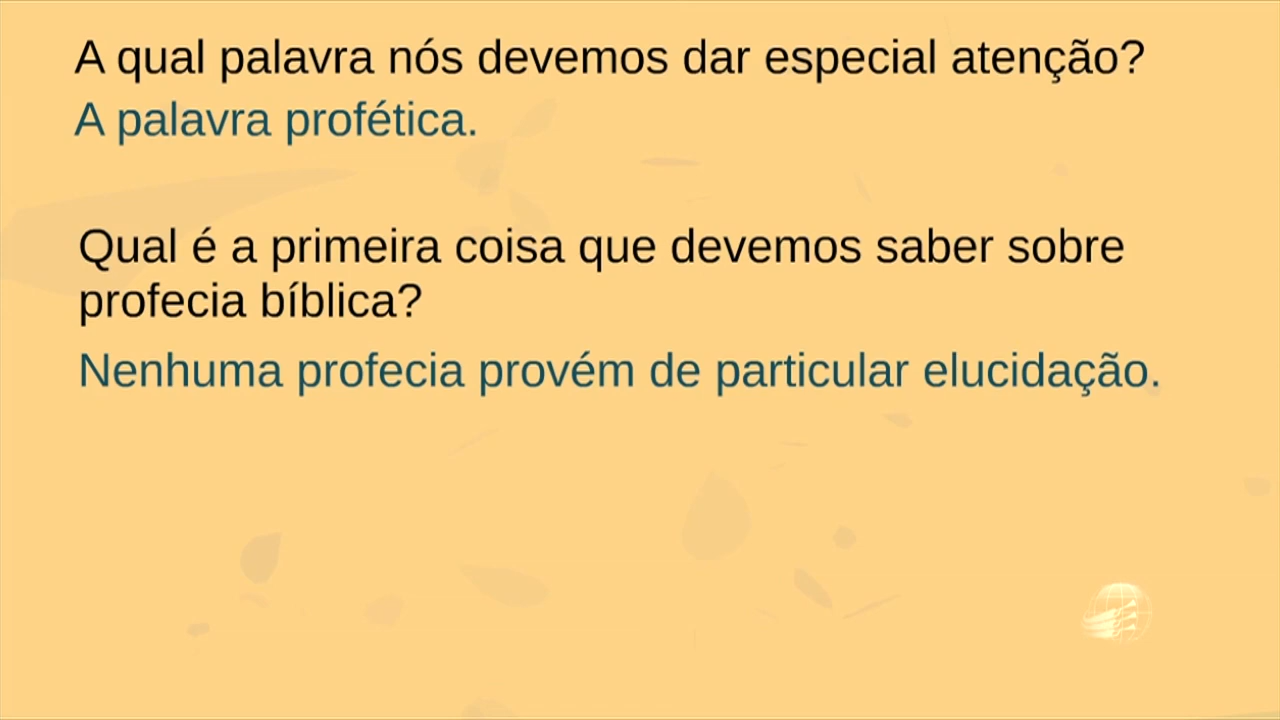 A qual palavra nós devemos dar especial atenção?
A palavra profética.
Qual é a primeira coisa que devemos saber sobre
profecia bíblica?
Nenhuma profecia provém de particular elucidação.